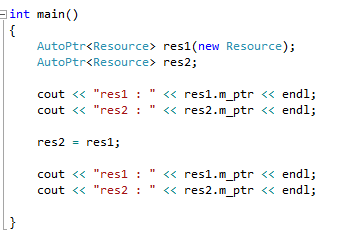 int main()
{
AutoPtr<Resource> res1(new Resource);
AutoPtr<Resource> res2;
cout << "res1 : " << res1.m_ptr << endl;
cout << "res2 : " << res2.m_ptr << endl;
res2 = res1;
cout << "res1 : " << res1.m_ptr << endl;
cout << "res2 : " << res2.m_ptr << endl;
}